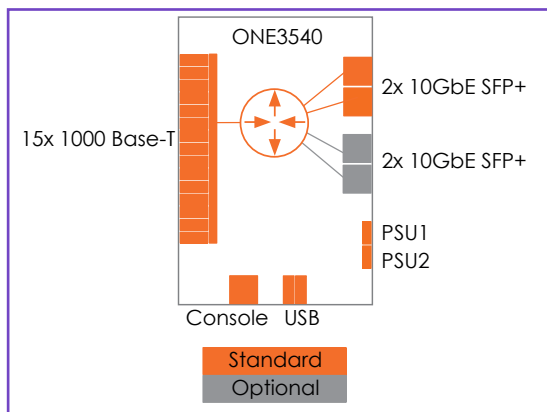 ONE3540
2x 10GbE SFP+
15x 1000 Base-T
2x 10GbE SFP+
PSU1
PSU2
Console USB
Standard
Optional